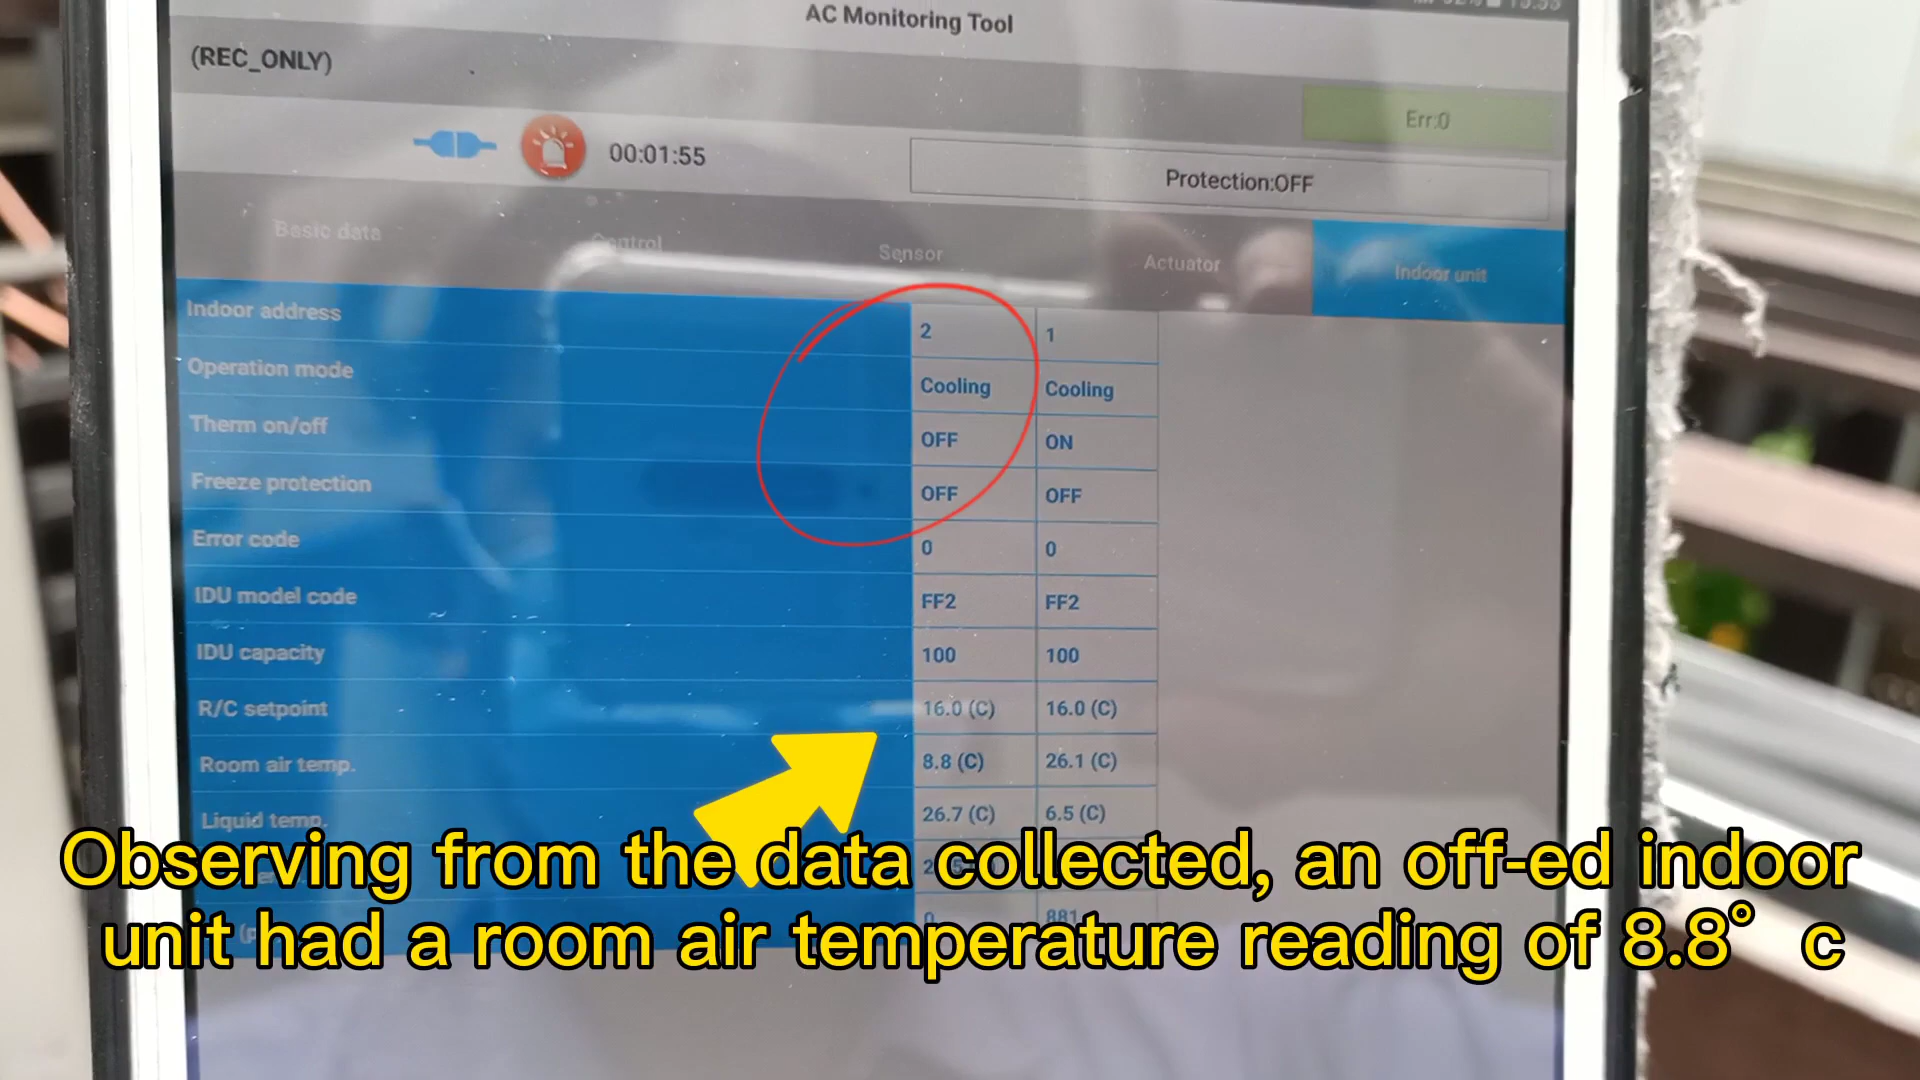 AC Monitoring Tool
(REC_ONLY)
Err:0
00:01:55
Protection:OFF
Basic data Control Sensor Actuator Indoor unit
Indoor address 2 1
Operation mode Cooling Cooling
Therm on/off OFF ON
Freeze protection OFF OFF
Error code 0 0
IDU model code FF2 FF2
IDU capacity 100 100
R/C setpoint 16.0 (C) 16.0 (C)
Room air temp. 8.8 (C) 26.1 (C)
Liquid temp. 26.7 (C) 6.5 (C)
0 881
Observing from the data collected, an off-ed indoor
unit had a room air temperature reading of 8.8° c